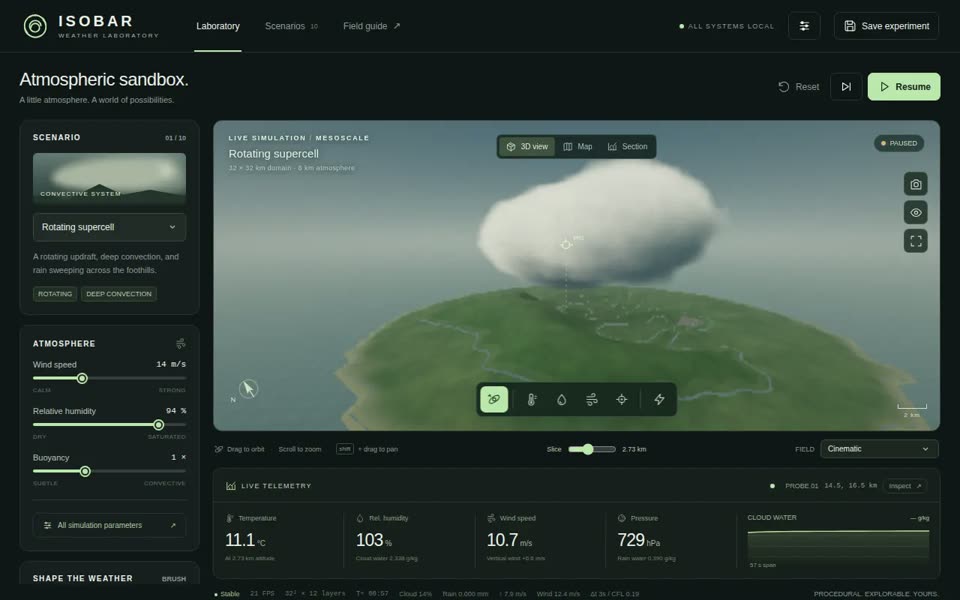 ISOBAR
WEATHER LABORATORY
Laboratory
Scenarios 10
Field guide ↗
ALL SYSTEMS LOCAL
Save experiment
Atmospheric sandbox.
A little atmosphere. A world of possibilities.
Reset
Resume
SCENARIO 01 / 10
CONVECTIVE SYSTEM
Rotating supercell
A rotating updraft, deep convection, and
rain sweeping across the foothills.
ROTATING DEEP CONVECTION
ATMOSPHERE
Wind speed 14 m/s
CALM STRONG
Relative humidity 94 %
DRY SATURATED
Buoyancy 1 ×
SUBTLE CONVECTIVE
All simulation parameters ↗
SHAPE THE WEATHER BRUSH
LIVE SIMULATION / MESOSCALE
Rotating supercell
32 × 32 km domain · 6 km atmosphere
3D view Map Section
PAUSED
N
2 km
Drag to orbit · Scroll to zoom shift + drag to pan
Slice 2.73 km
FIELD Cinematic
LIVE TELEMETRY
PROBE 01 14.5, 16.5 km Inspect ↗
Temperature
11.1 °C
At 2.73 km altitude
Rel. humidity
103 %
Cloud water 2.338 g/kg
Wind speed
10.7 m/s
Vertical wind +0.6 m/s
Pressure
729 hPa
Rain water 0.390 g/kg
CLOUD WATER — g/kg
57 s span
Stable 21 FPS 32² × 12 layers T+ 00:57 Cloud 14% Rain 0.000 mm ↑ 7.9 m/s Wind 12.4 m/s Δt 3s / CFL 0.19
PROCEDURAL. EXPLORABLE. YOURS.